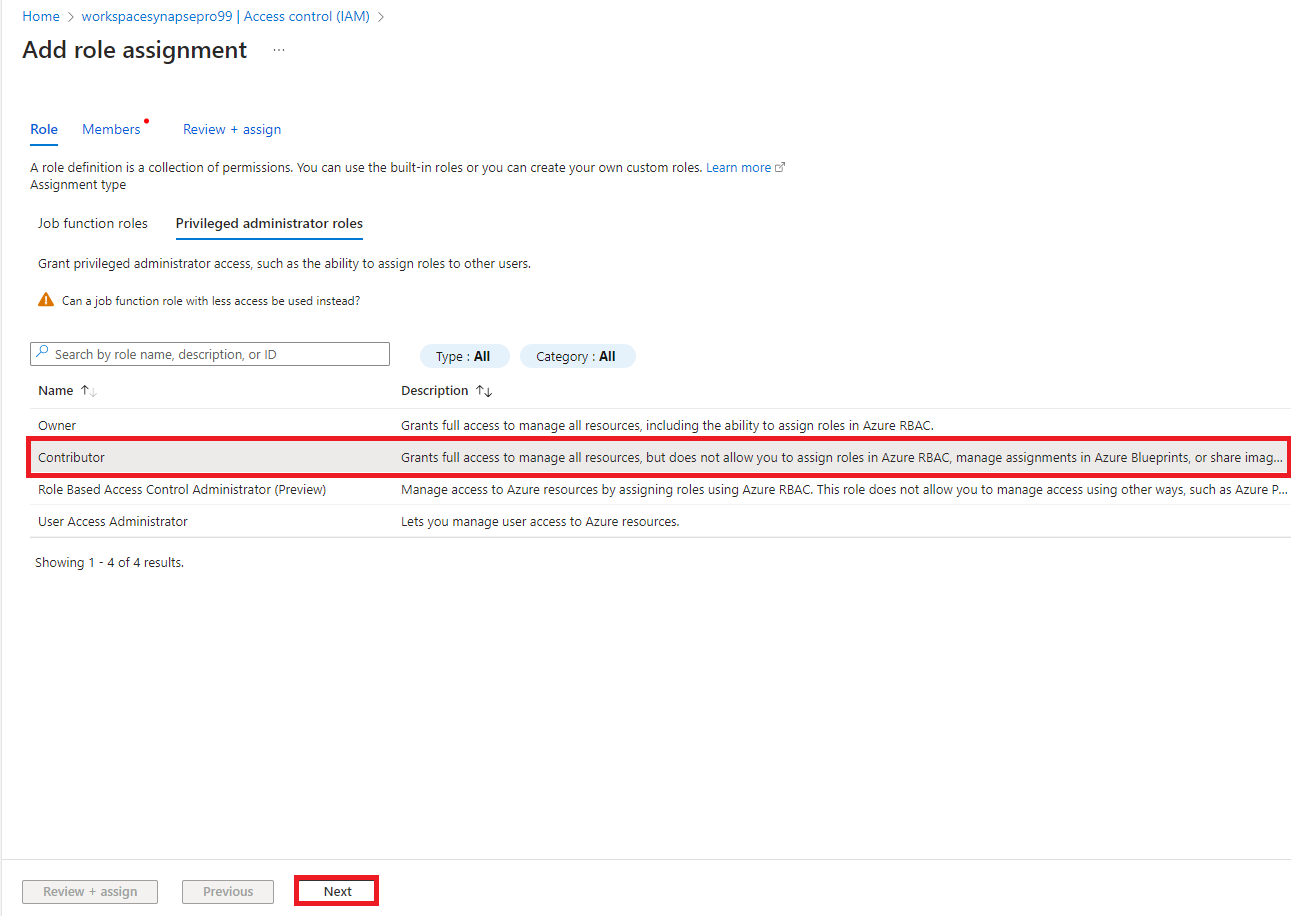 Home > workspacesynapsepro99 | Access control (IAM) >
Add role assignment ...
Role Members Review + assign
A role definition is a collection of permissions. You can use the built-in roles or you can create your own custom roles. Learn more
Assignment type
Job function roles Privileged administrator roles
Grant privileged administrator access, such as the ability to assign roles to other users.
Can a job function role with less access be used instead?
Search by role name, description, or ID Type : All Category : All
Name ↑↓ Description ↑↓
Owner Grants full access to manage all resources, including the ability to assign roles in Azure RBAC.
Contributor Grants full access to manage all resources, but does not allow you to assign roles in Azure RBAC, manage assignments in Azure Blueprints, or share imag...
Role Based Access Control Administrator (Preview) Manage access to Azure resources by assigning roles using Azure RBAC. This role does not allow you to manage access using other ways, such as Azure P...
User Access Administrator Lets you manage user access to Azure resources.
Showing 1 - 4 of 4 results.
Review + assign Previous Next